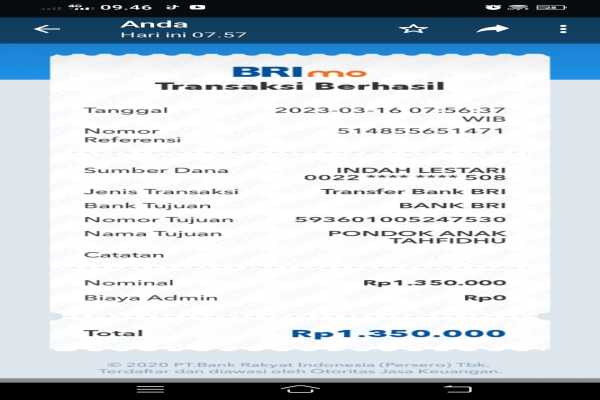 4G 09.46
Anda
Hari ini 07.57
BRImo
Transaksi Berhasil
Tanggal 2023-03-16 07:56:37
WIB
Nomor 514855651471
Referensi
Sumber Dana INDAH LESTARI
0022 **** **** 508
Jenis Transaksi Transfer Bank BRI
Bank Tujuan BANK BRI
Nomor Tujuan 593601005247530
Nama Tujuan PONDOK ANAK
TAHFIDHU
Catatan
Nominal Rp1.350.000
Biaya Admin Rp0
Total Rp1.350.000
© 2020 PT.Bank Rakyat Indonesia (Persero) Tbk.
Terdaftar dan diawasi oleh Otoritas Jasa Keuangan.